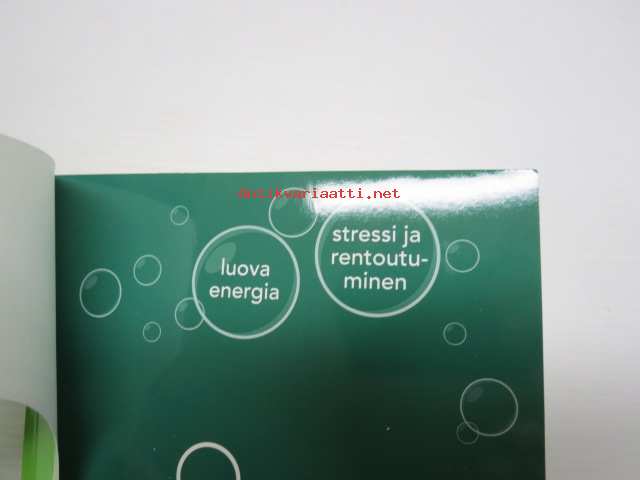 antikvariaatti.net
luova
energia
stressi ja
rentoutu-
minen